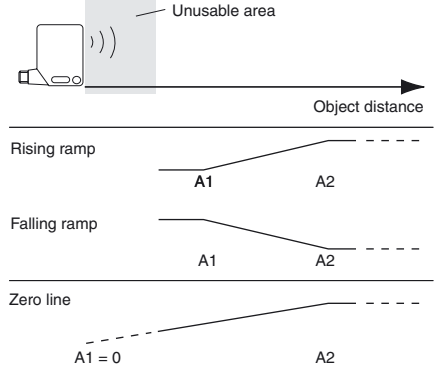 Unusable area
Object distance
Rising ramp
A1 A2
Falling ramp
A1 A2
Zero line
A1 = 0 A2